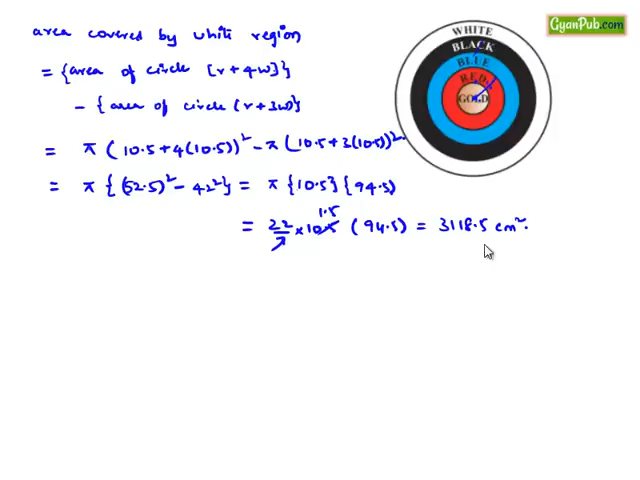 GyanPub.com
area covered by white region
= {area of circle [r+4w]}
- {area of circle (r+3w)}
= π (10.5+4(10.5))² - π(10.5+3(10.5))².
= π {(52.5)² - 42²} = π {10.5} {94.5)
1.5
= 22/7 × 10.5 (94.5) = 3118.5 cm².
WHITE
BLACK
BLUE
RED
GOLD